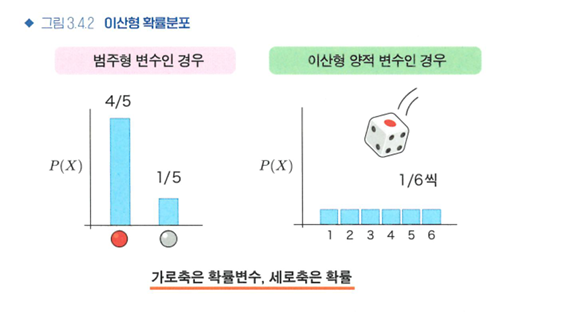 ◆ 그림 3.4.2 이산형 확률분포
범주형 변수인 경우
이산형 양적 변수인 경우
4/5
1/5
P(X)
P(X)
1/6씩
1 2 3 4 5 6
가로축은 확률변수, 세로축은 확률